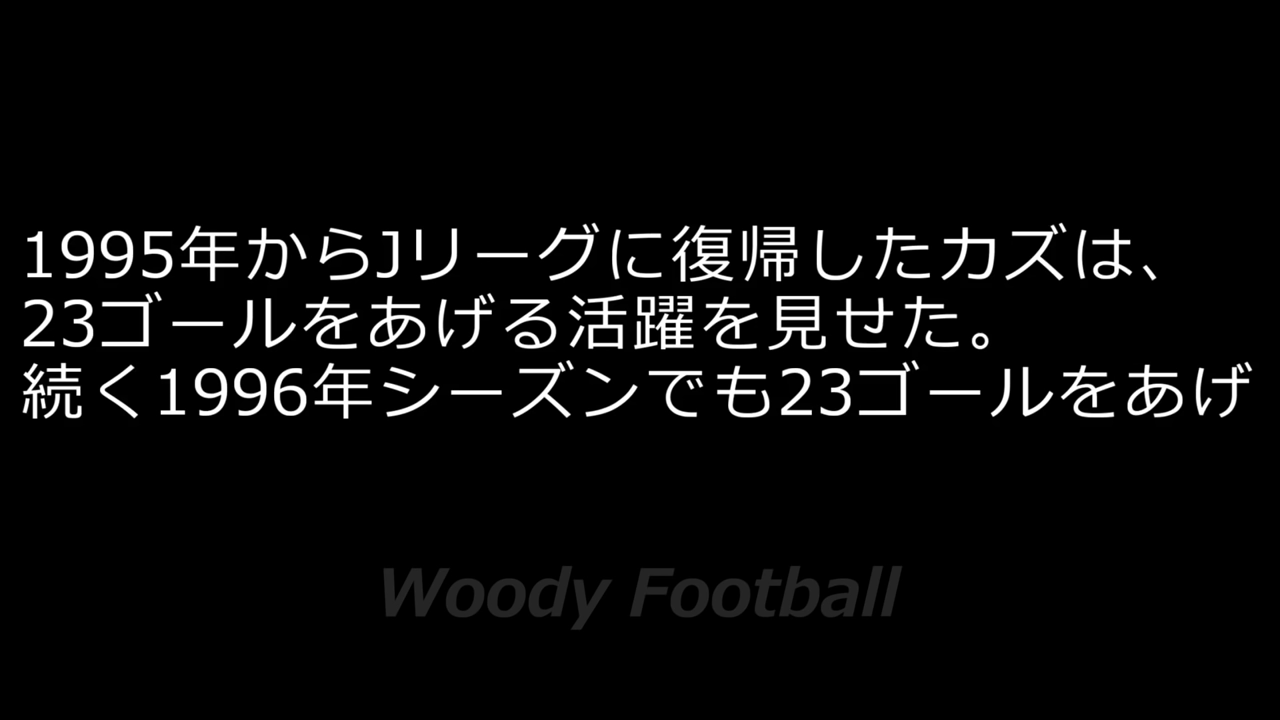 1995年からJリーグに復帰したカズは、
23ゴールをあげる活躍を見せた。
続く1996年シーズンでも23ゴールをあげ
Woody Football